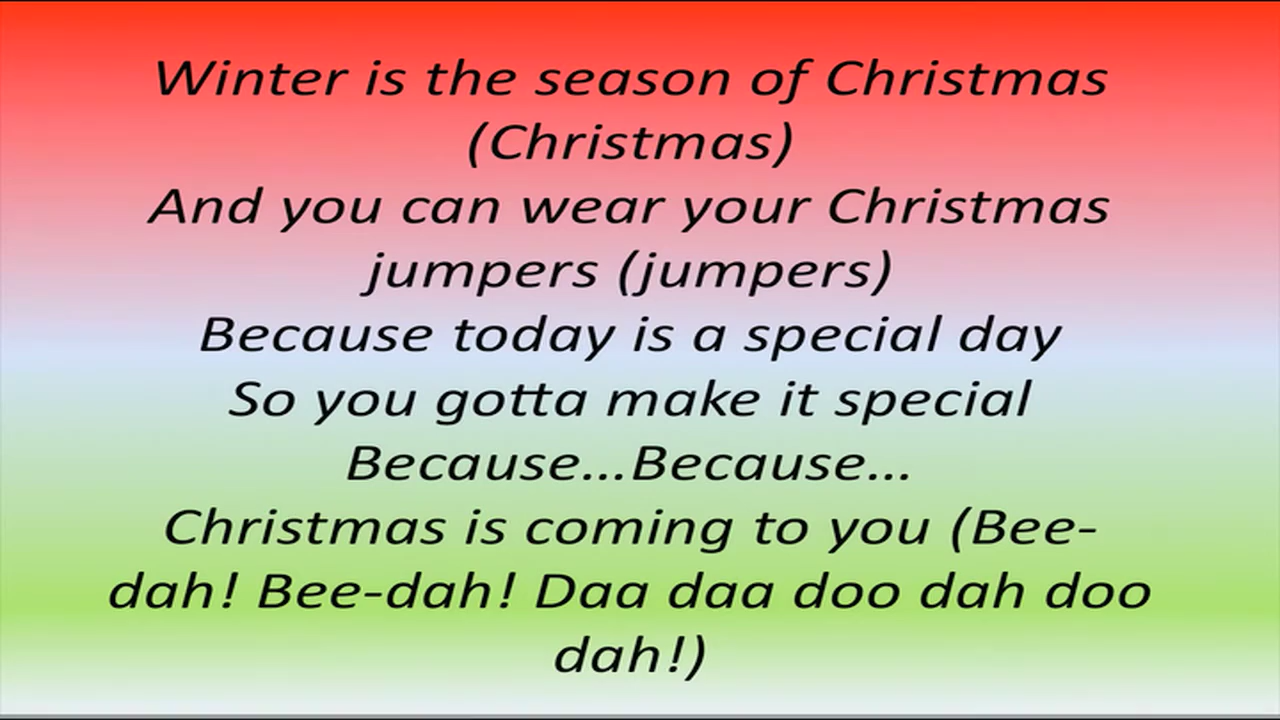 Winter is the season of Christmas
(Christmas)
And you can wear your Christmas
jumpers (jumpers)
Because today is a special day
So you gotta make it special
Because...Because...
Christmas is coming to you (Bee-
dah! Bee-dah! Daa daa doo dah doo
dah!)